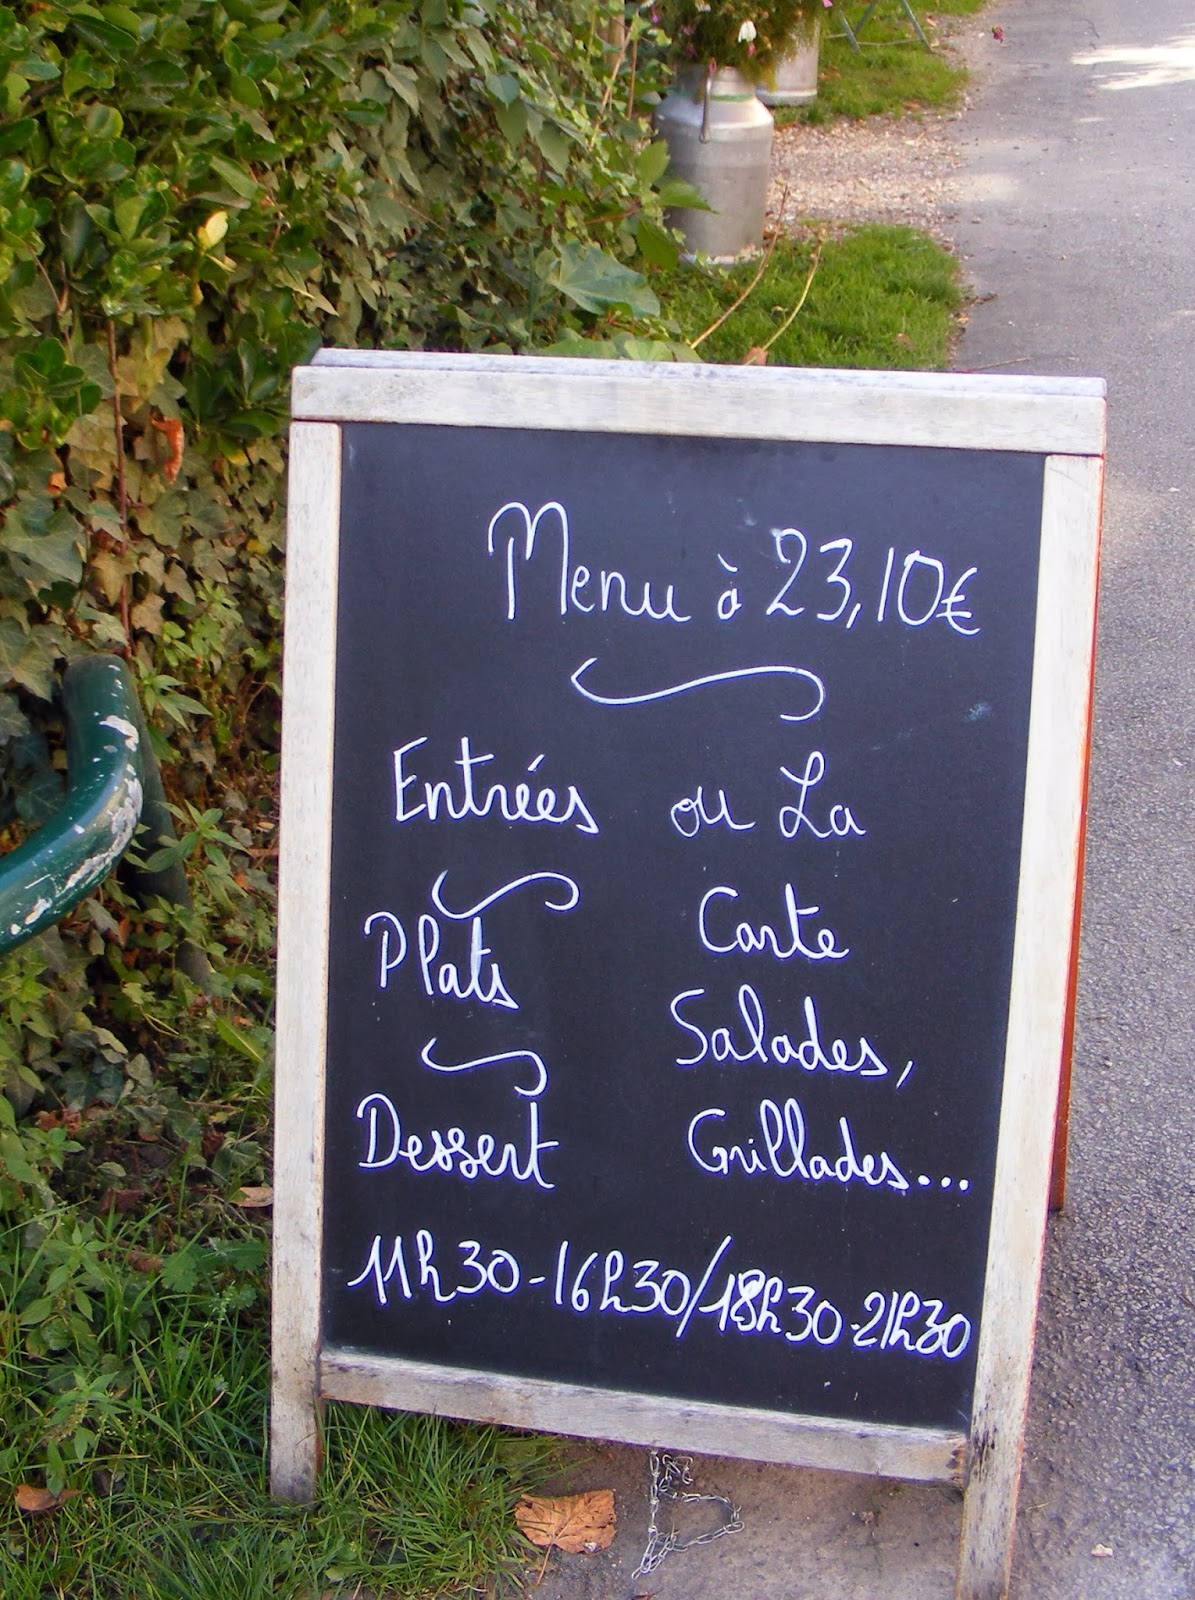 Menu à 23,10€
Entrées ou La
Plats Carte
Salades,
Dessert Grillades...
11h30-16h30/18h30-21h30